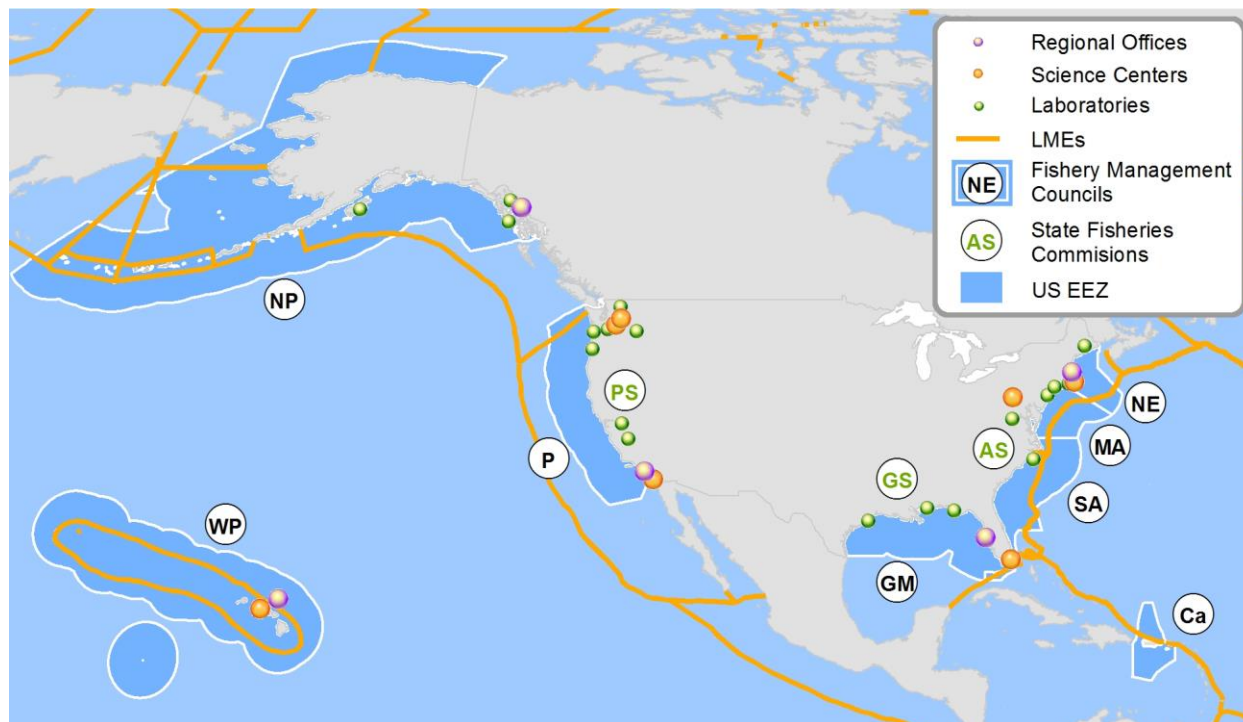 Regional Offices
Science Centers
Laboratories
LMEs
NE
Fishery Management
Councils
AS
State Fisheries
Commisions
US EEZ
NP
PS
P
WP
GS
AS
NE
MA
SA
GM
Ca